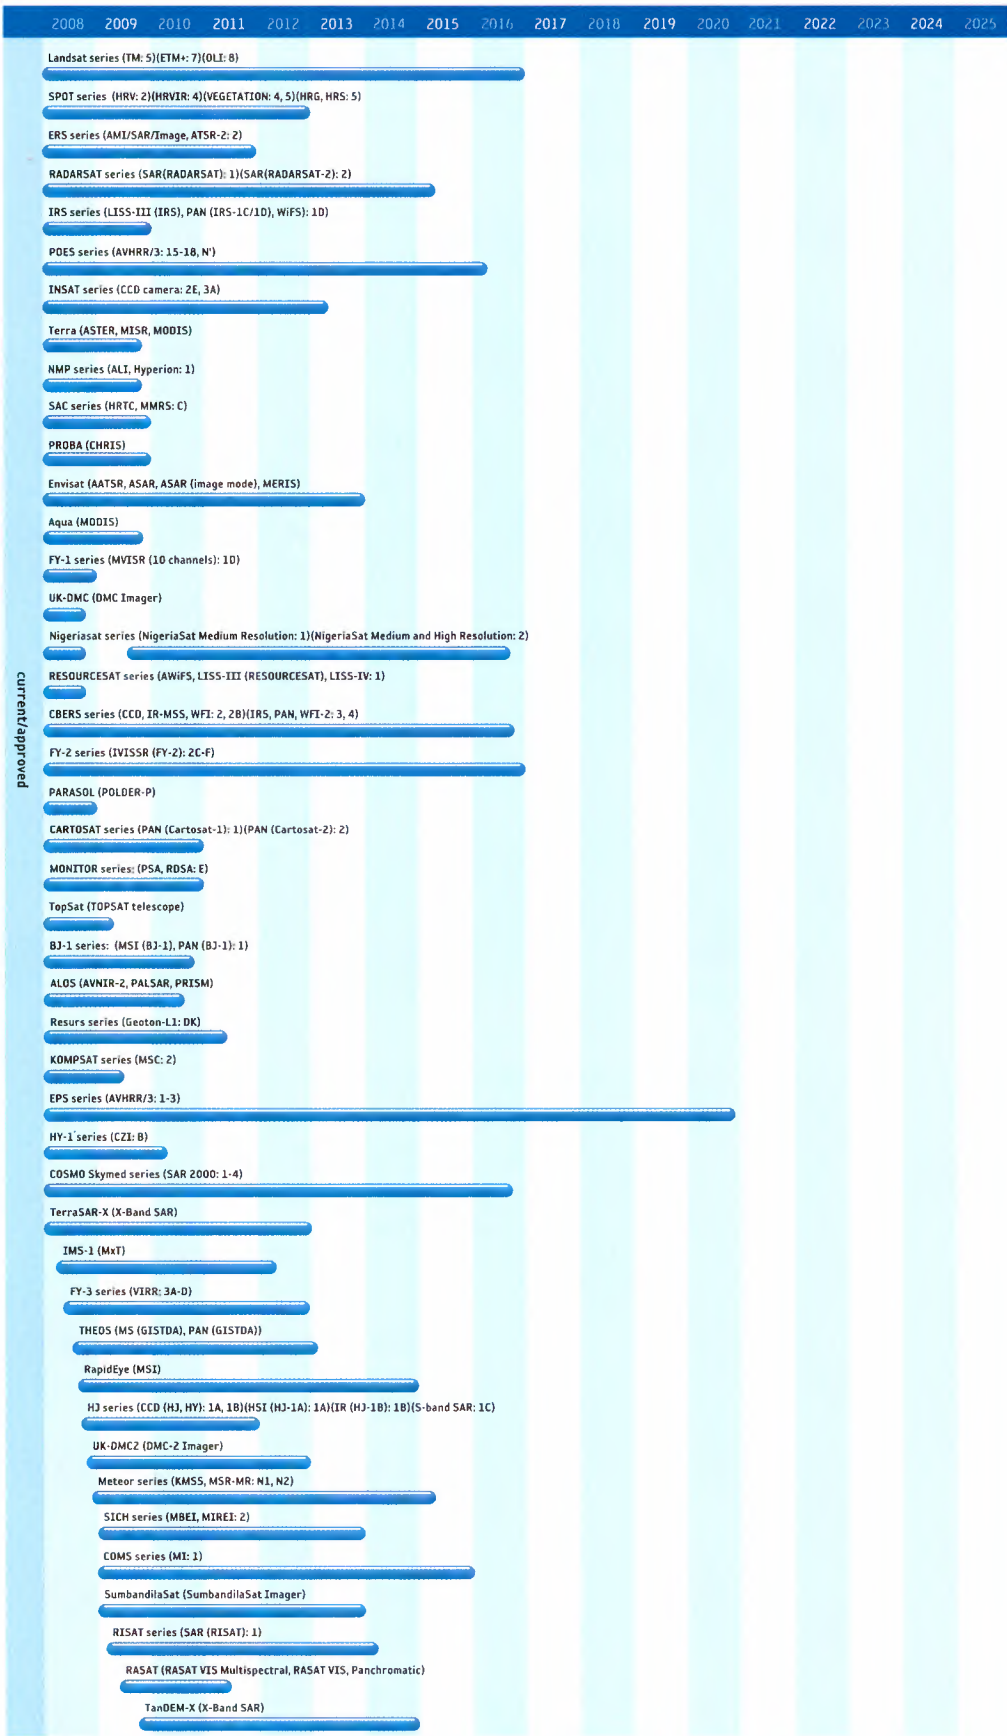 2008 2009 2010 2011 2012 2013 2014 2015 2016 2017 2018 2019 2020 2021 2022 2023 2024 2025
Landsat series (TM: 5)(ETM+: 7)(OLI: 8)
SPOT series (HRV: 2)(HRVIR: 4)(VEGETATION: 4, 5)(HRG, HRS: 5)
ERS series (AMI/SAR/Image, ATSR-2: 2)
RADARSAT series (SAR(RADARSAT): 1)(SAR(RADARSAT-2): 2)
IRS series (LISS-III (IRS), PAN (IRS-1C/1D), WiFS): 1D)
POES series (AVHRR/3: 15-18, N')
INSAT series (CCD camera: 2E, 3A)
Terra (ASTER, MISR, MODIS)
NMP series (ALI, Hyperion: 1)
SAC series (HRTC, MMRS: C)
PROBA (CHRIS)
Envisat (AATSR, ASAR, ASAR (image mode), MERIS)
Aqua (MODIS)
FY-1 series (MVISR (10 channels): 1D)
UK-DMC (DMC Imager)
Nigeriasat series (NigeriaSat Medium Resolution: 1)(NigeriaSat Medium and High Resolution: 2)
RESOURCESAT series (AWiFS, LISS-III (RESOURCESAT), LISS-IV: 1)
current/approved
CBERS series (CCD, IR-MSS, WFI: 2, 2B)(IRS, PAN, WFI-2: 3, 4)
FY-2 series (IVISSR (FY-2): 2C-F)
PARASOL (POLDER-P)
CARTOSAT series (PAN (Cartosat-1): 1)(PAN (Cartosat-2): 2)
MONITOR series: (PSA, RDSA: E)
TopSat (TOPSAT telescope)
BJ-1 series: (MSI (BJ-1), PAN (BJ-1): 1)
ALOS (AVNIR-2, PALSAR, PRISM)
Resurs series (Geoton-L1: DK)
KOMPSAT series (MSC: 2)
EPS series (AVHRR/3: 1-3)
HY-1 series (CZI: B)
COSMO Skymed series (SAR 2000: 1-4)
TerraSAR-X (X-Band SAR)
IMS-1 (MxT)
FY-3 series (VIRR: 3A-D)
THEOS (MS (GISTDA), PAN (GISTDA))
RapidEye (MSI)
HJ series (CCD (HJ, HY): 1A, 1B)(HSI (HJ-1A): 1A)(IR (HJ-1B): 1B)(S-band SAR: 1C)
UK-DMC2 (DMC-2 Imager)
Meteor series (KMSS, MSR-MR: N1, N2)
SICH series (MBEI, MIREI: 2)
COMS series (MI: 1)
SumbandilaSat (SumbandilaSat Imager)
RISAT series (SAR (RISAT): 1)
RASAT (RASAT VIS Multispectral, RASAT VIS, Panchromatic)
TanDEM-X (X-Band SAR)